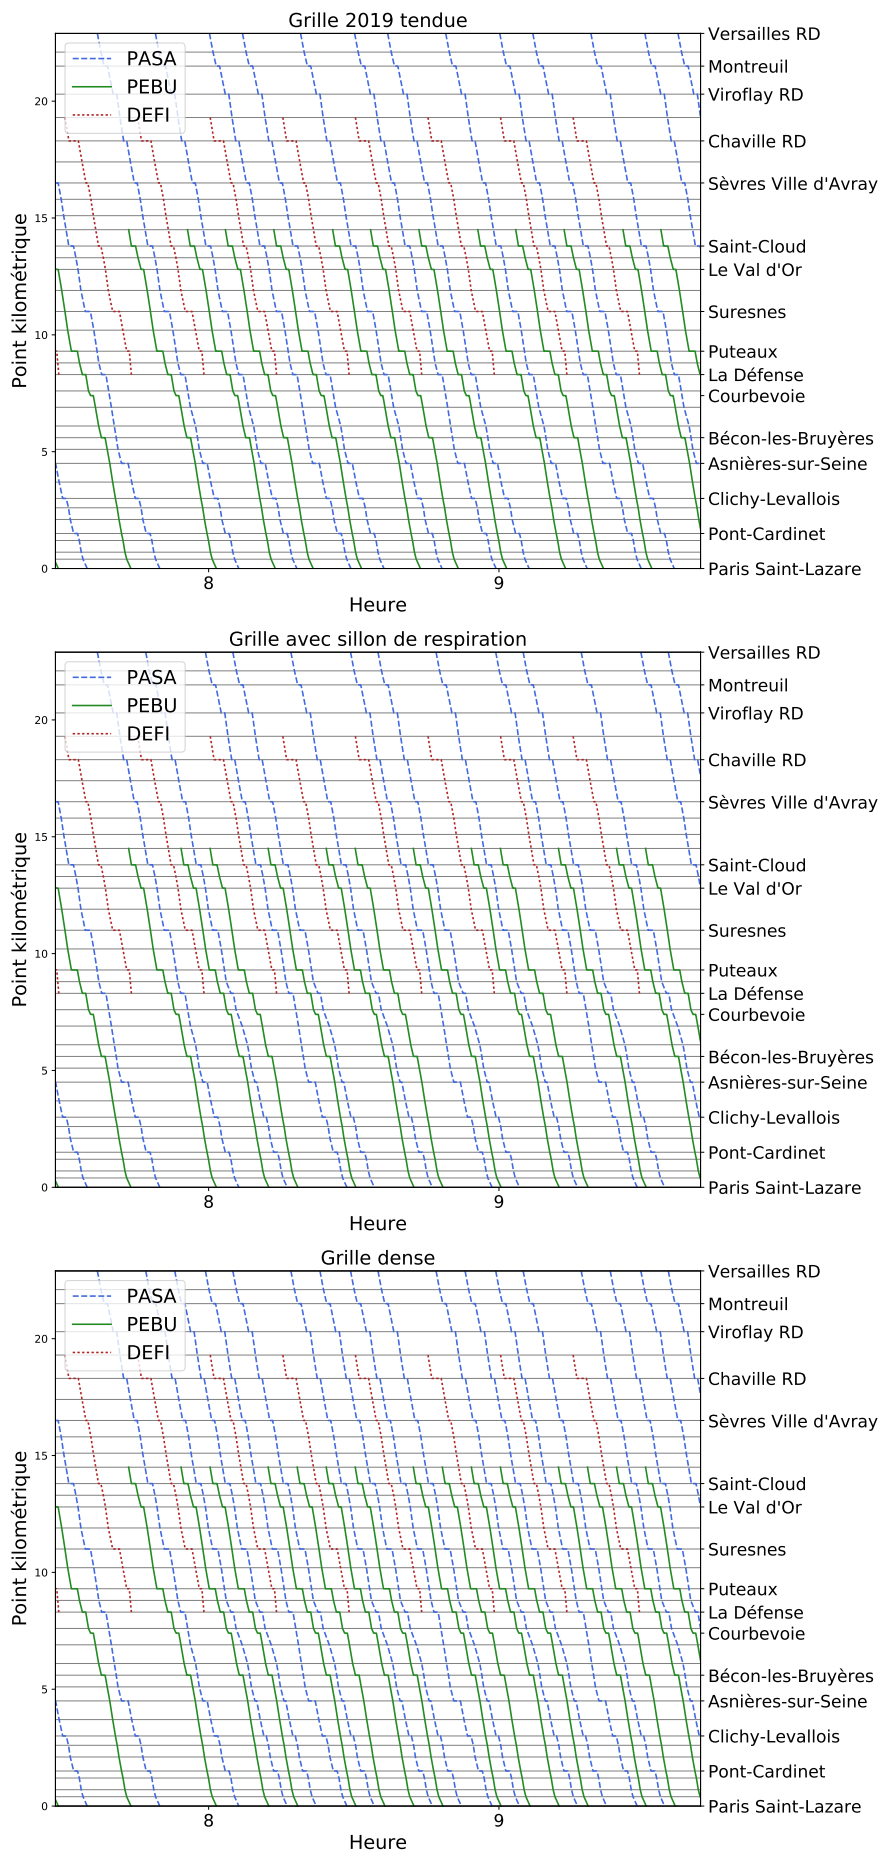 Grille 2019 tendue
PASA
PEBU
DEFI
Point kilométrique
20
15
10
5
0
8
9
Heure
Versailles RD
Montreuil
Viroflay RD
Chaville RD
Sèvres Ville d'Avray
Saint-Cloud
Le Val d'Or
Suresnes
Puteaux
La Défense
Courbevoie
Bécon-les-Bruyères
Asnières-sur-Seine
Clichy-Levallois
Pont-Cardinet
Paris Saint-Lazare
Grille avec sillon de respiration
PASA
PEBU
DEFI
Point kilométrique
20
15
10
5
0
8
9
Heure
Versailles RD
Montreuil
Viroflay RD
Chaville RD
Sèvres Ville d'Avray
Saint-Cloud
Le Val d'Or
Suresnes
Puteaux
La Défense
Courbevoie
Bécon-les-Bruyères
Asnières-sur-Seine
Clichy-Levallois
Pont-Cardinet
Paris Saint-Lazare
Grille dense
PASA
PEBU
DEFI
Point kilométrique
20
15
10
5
0
8
9
Heure
Versailles RD
Montreuil
Viroflay RD
Chaville RD
Sèvres Ville d'Avray
Saint-Cloud
Le Val d'Or
Suresnes
Puteaux
La Défense
Courbevoie
Bécon-les-Bruyères
Asnières-sur-Seine
Clichy-Levallois
Pont-Cardinet
Paris Saint-Lazare